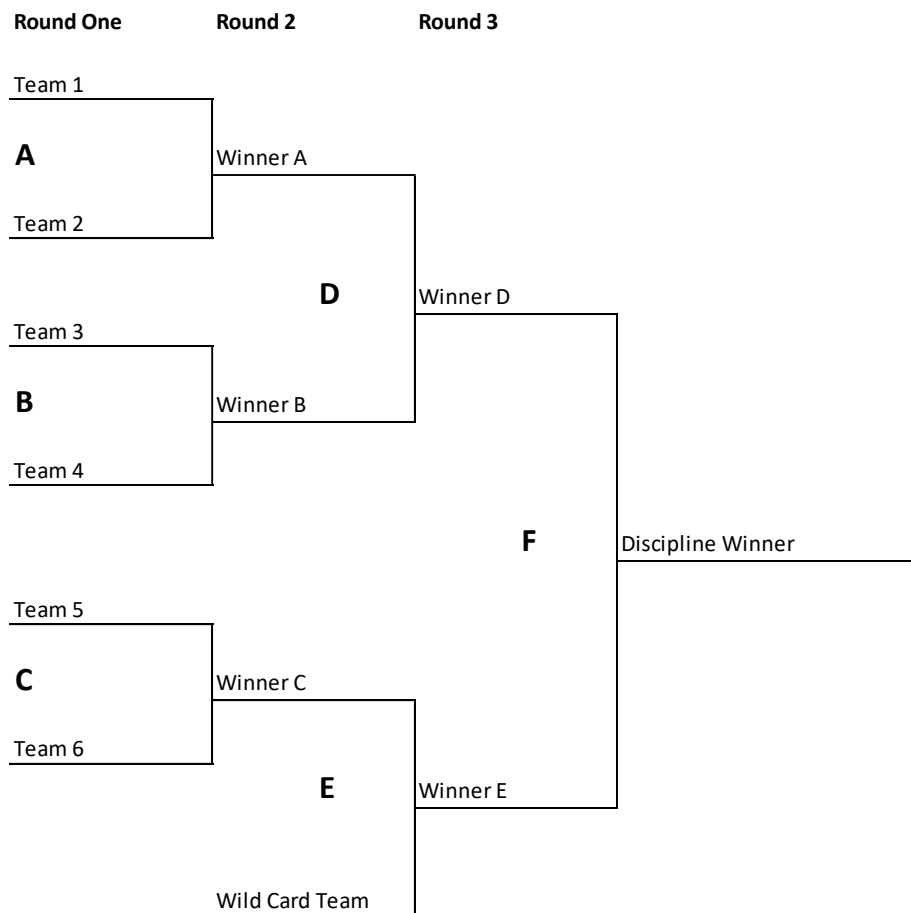 Round One Round 2 Round 3
Team 1
A
Winner A
Team 2
D
Winner D
Team 3
B
Winner B
Team 4
F
Discipline Winner
Team 5
C
Winner C
Team 6
E
Winner E
Wild Card Team